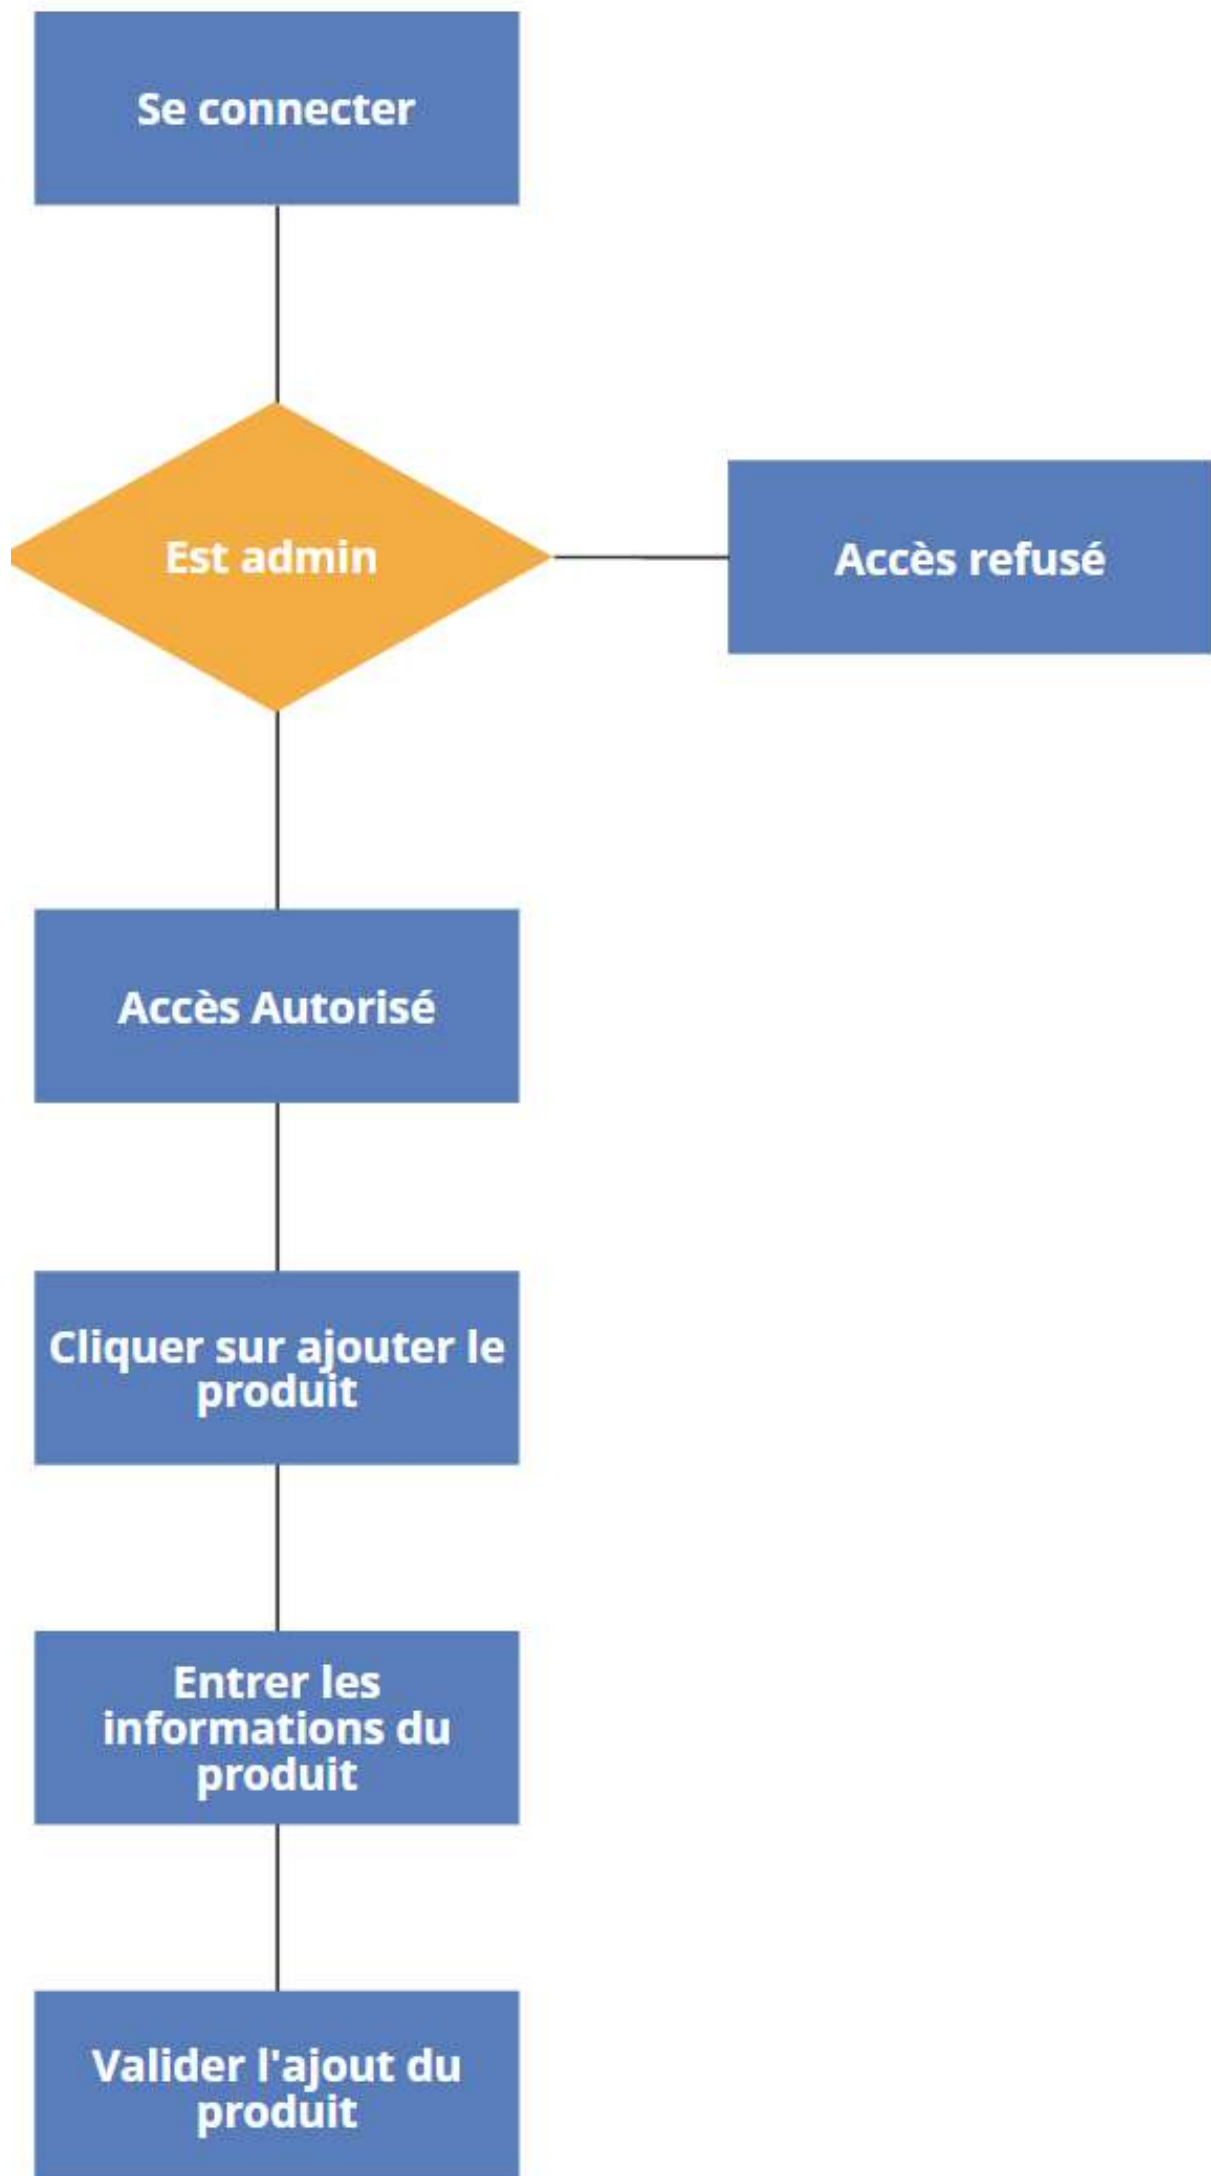 Se connecter
Est admin
Accès refusé
Accès Autorisé
Cliquer sur ajouter le
produit
Entrer les
informations du
produit
Valider l'ajout du
produit